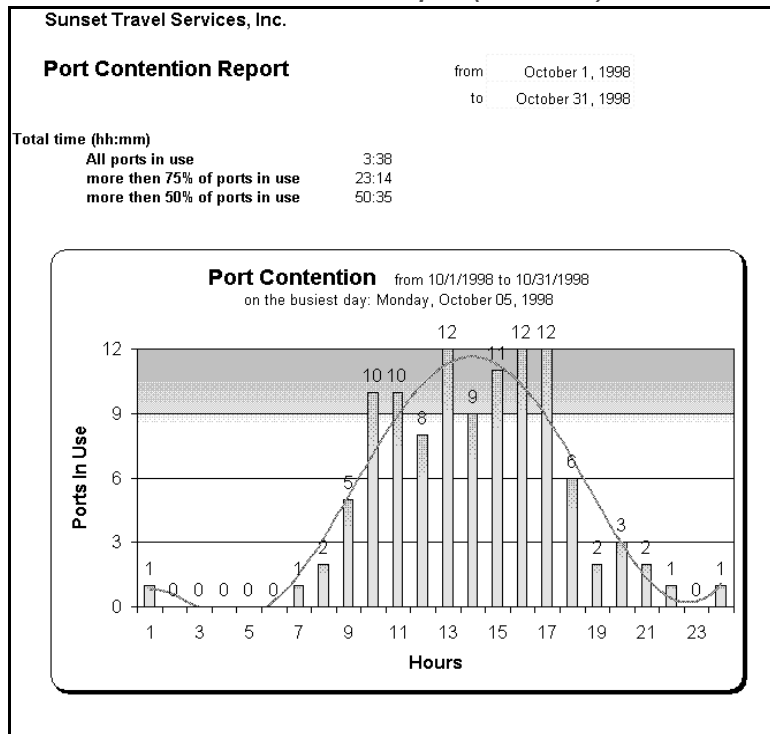 Sunset Travel Services, Inc.
Port Contention Report
from October 1, 1998
to October 31, 1998
Total time (hh:mm)
All ports in use 3:38
more then 75% of ports in use 23:14
more then 50% of ports in use 50:35
Port Contention from 10/1/1998 to 10/31/1998
on the busiest day: Monday, October 05, 1998
Ports In Use
12
9
6
3
0
1 0 0 0 0 0 1 2 5 10 10 8 12 9 11 12 12 6 2 3 2 1 0 1
1 3 5 7 9 11 13 15 17 19 21 23
Hours